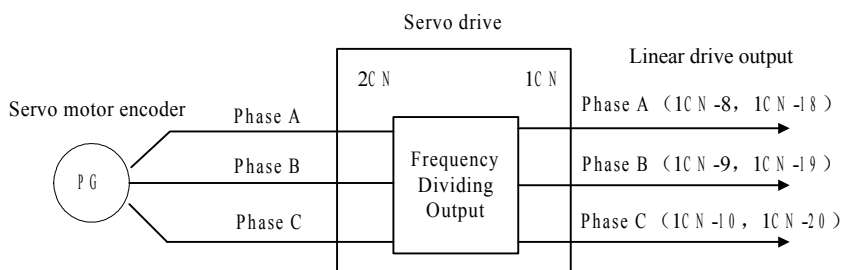 Servo drive
Linear drive output
2CN
1CN
Servo motor encoder
Phase A
Phase A （1CN-8，1CN-18）
PG
Phase B
Frequency
Dividing
Output
Phase B （1CN-9，1CN-19）
Phase C
Phase C （1CN-10，1CN-20）